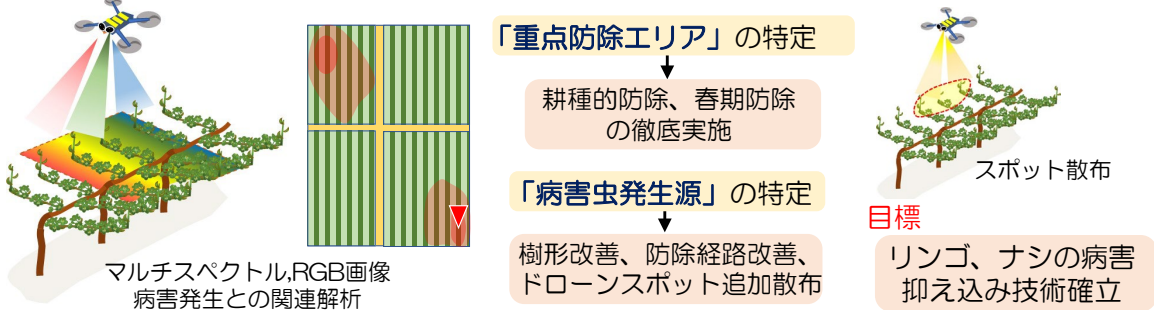 マルチスペクトル,RGB画像
病害発生との関連解析
「重点防除エリア」の特定
耕種的防除、春期防除
の徹底実施
「病害虫発生源」の特定
樹形改善、防除経路改善、
ドローンスポット追加散布
スポット散布
目標
リンゴ、ナシの病害
抑え込み技術確立